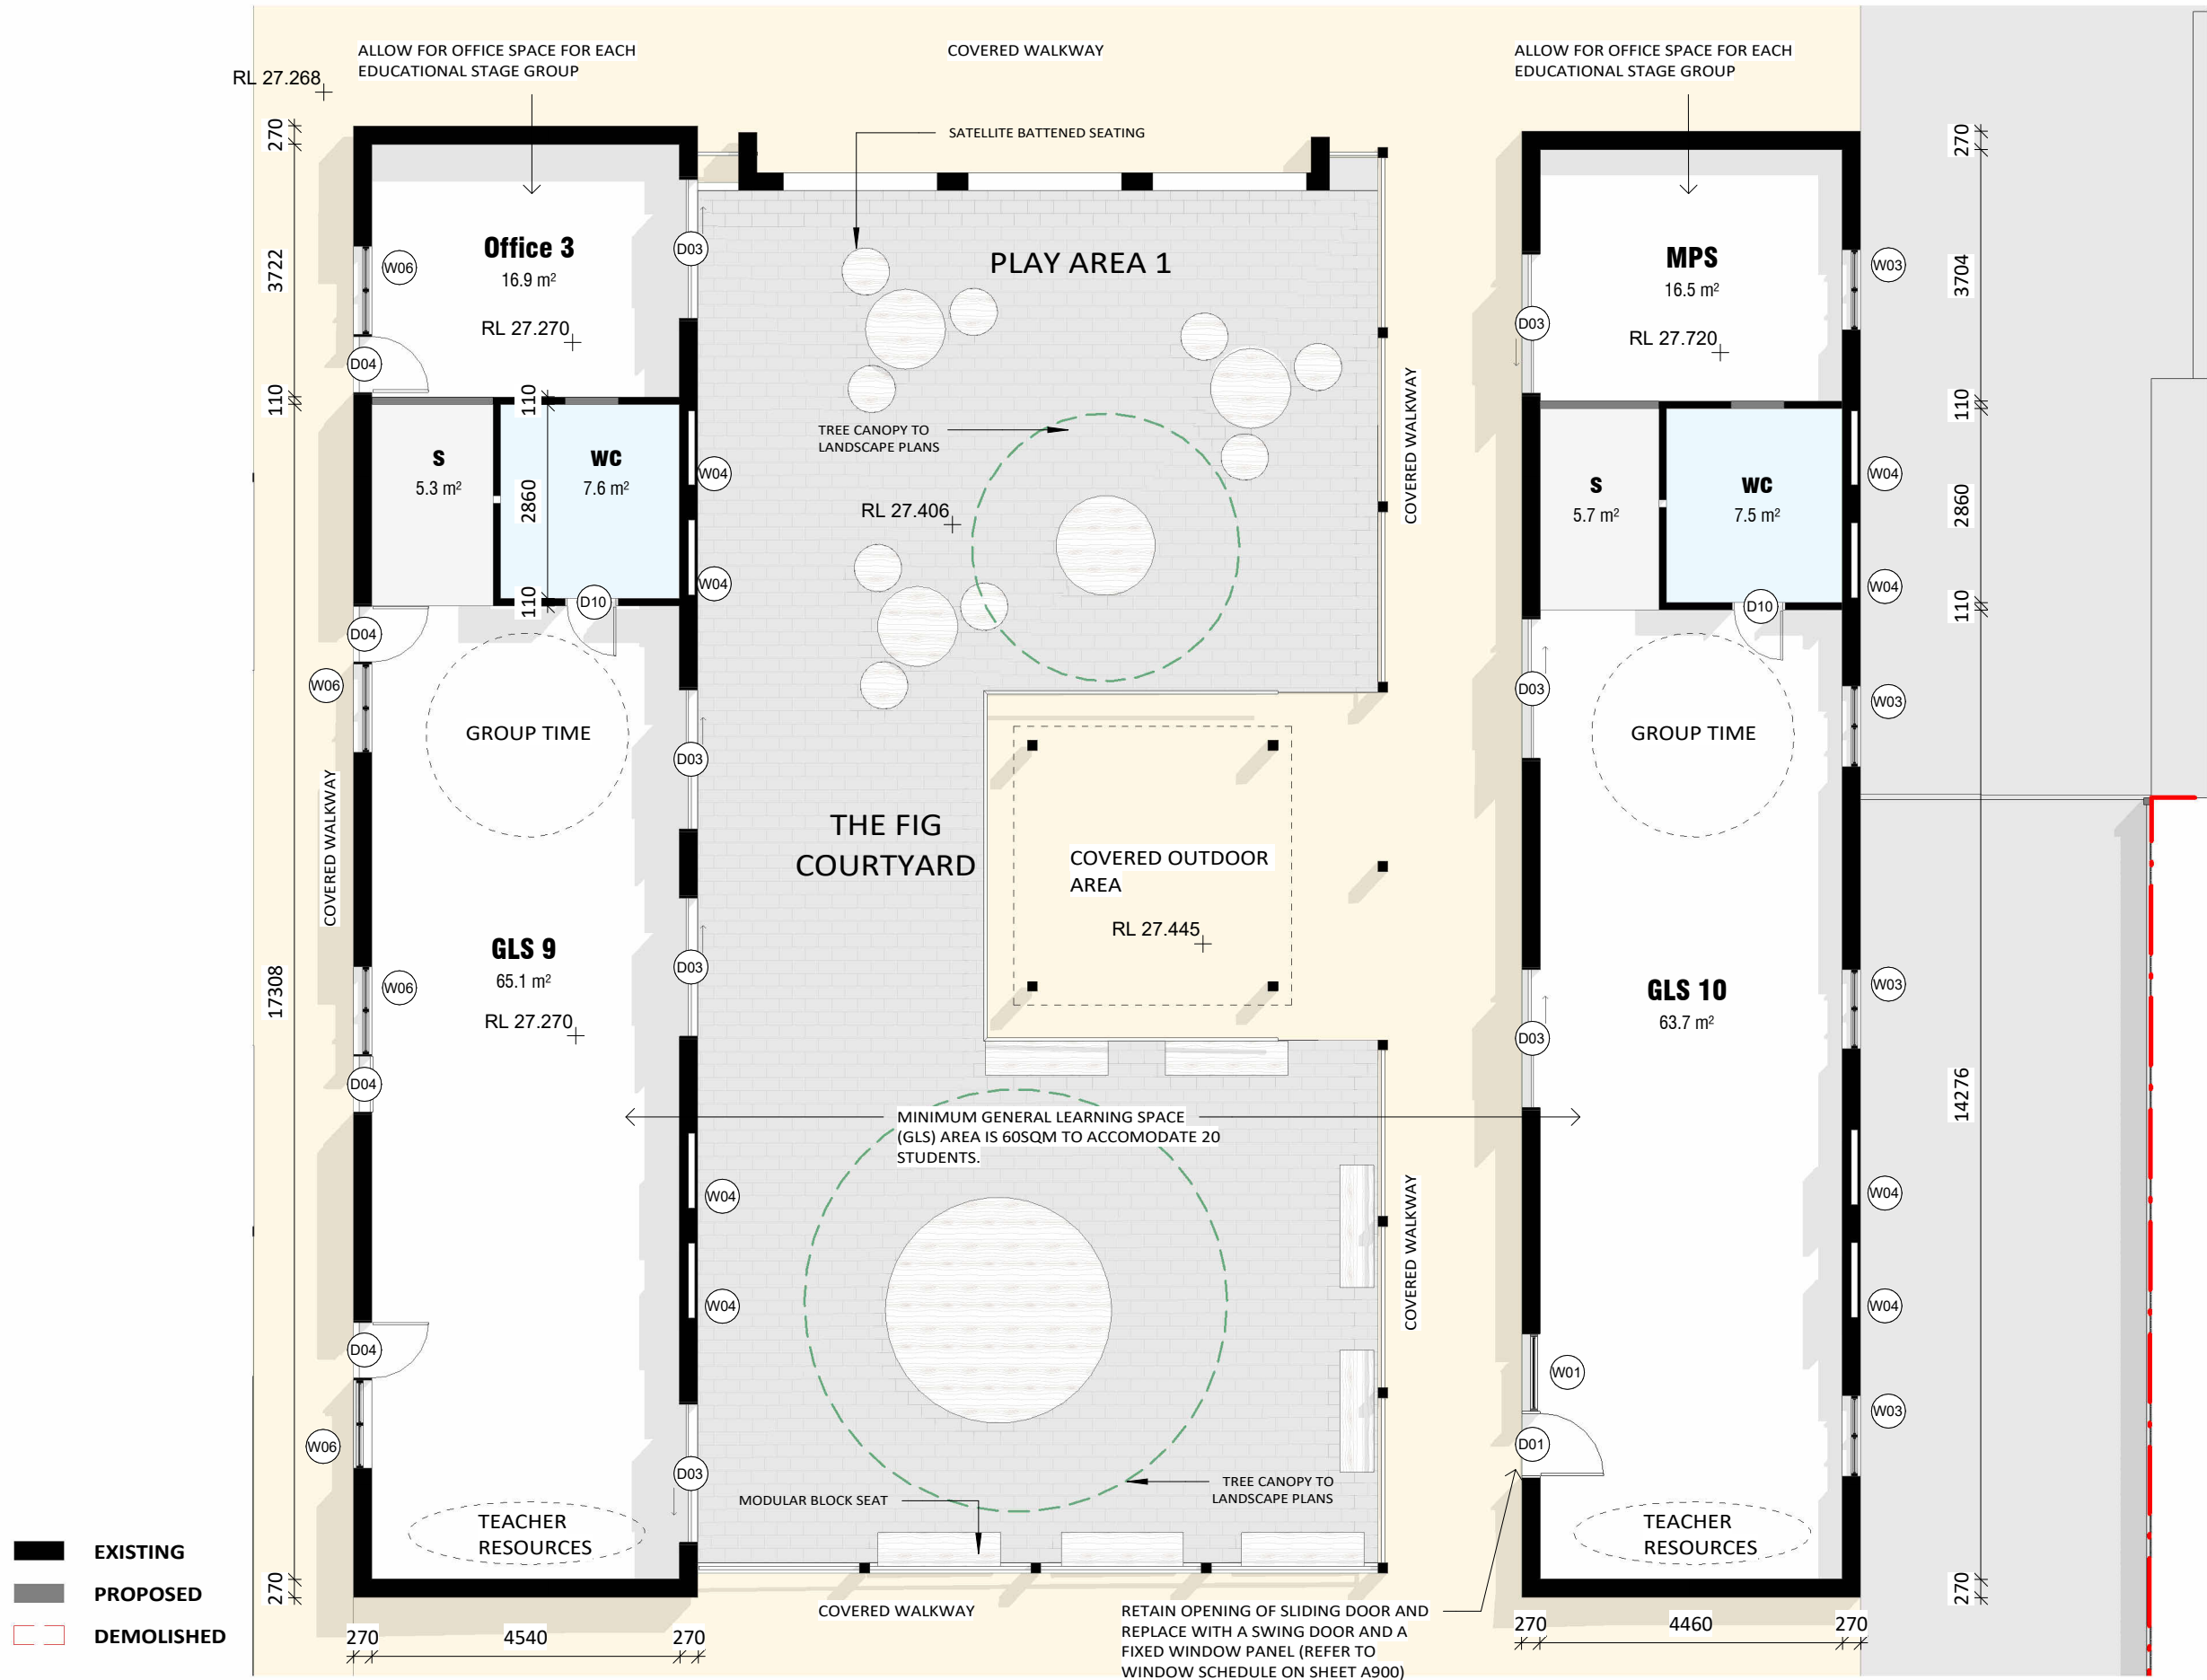 ALLOW FOR OFFICE SPACE FOR EACH
EDUCATIONAL STAGE GROUP
COVERED WALKWAY
ALLOW FOR OFFICE SPACE FOR EACH
EDUCATIONAL STAGE GROUP
RL 27.268
270
SATELLITE BATTENED SEATING
270
Office 3
16.9 m²
RL 27.270
W06
D03
D04
3722
PLAY AREA 1
MPS
16.5 m²
RL 27.720
D03
W03
3704
110
110
S
5.3 m²
WC
7.6 m²
2860
110
D10
W04
W04
TREE CANOPY TO
LANDSCAPE PLANS
RL 27.406
COVERED WALKWAY
S
5.7 m²
WC
7.5 m²
D10
W04
W04
110
2860
110
D04
W06
GROUP TIME
D03
COVERED WALKWAY
THE FIG
COURTYARD
COVERED OUTDOOR
AREA
RL 27.445
D03
GROUP TIME
W03
GLS 9
65.1 m²
RL 27.270
W06
D03
D04
17308
GLS 10
63.7 m²
D03
W03
14276
MINIMUM GENERAL LEARNING SPACE
(GLS) AREA IS 60SQM TO ACCOMODATE 20
STUDENTS.
W04
W04
COVERED WALKWAY
W04
W04
D04
W06
D03
W01
D01
W03
MODULAR BLOCK SEAT
TREE CANOPY TO
LANDSCAPE PLANS
TEACHER
RESOURCES
TEACHER
RESOURCES
EXISTING
PROPOSED
DEMOLISHED
270
270
270
4540
270
COVERED WALKWAY
RETAIN OPENING OF SLIDING DOOR AND
REPLACE WITH A SWING DOOR AND A
FIXED WINDOW PANEL (REFER TO
WINDOW SCHEDULE ON SHEET A900)
270
4460
270